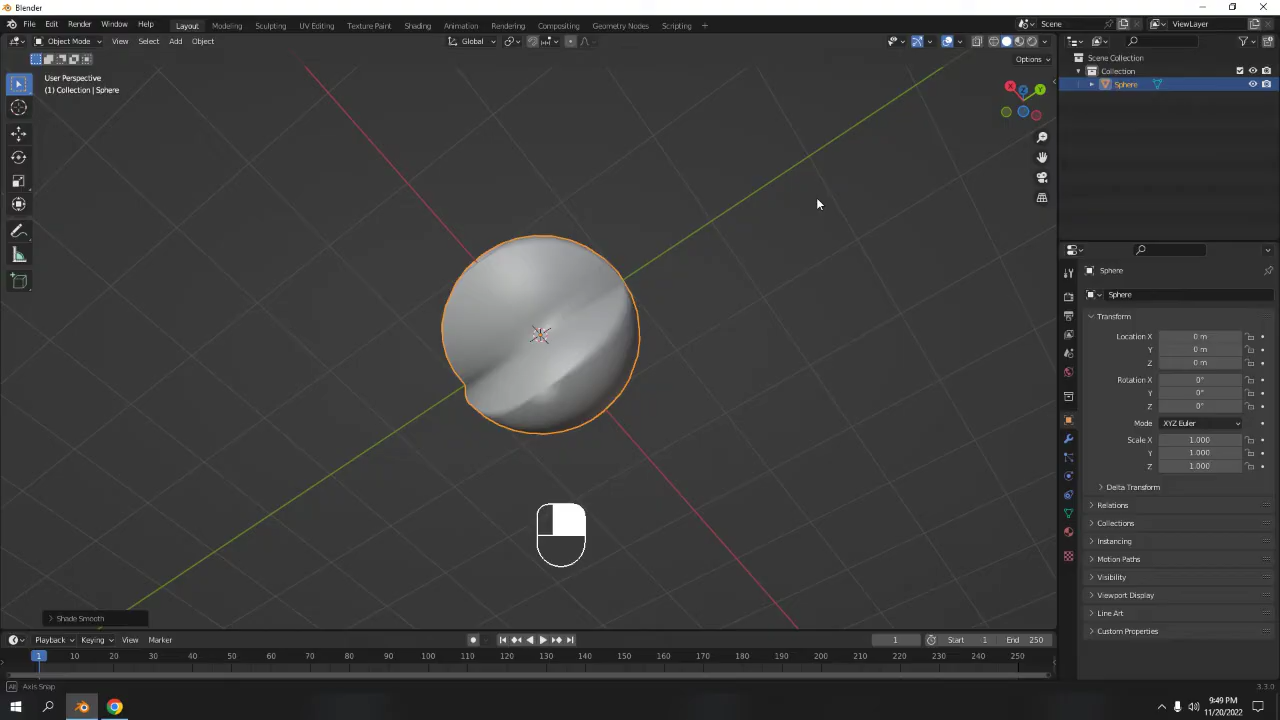 Blender
File Edit Render Window Help Layout Modeling Sculpting UV Editing Texture Paint Shading Animation Rendering Compositing Geometry Nodes Scripting + Scene ViewLayer
Object Mode View Select Add Object Global
Options
User Perspective
(1) Collection | Sphere
X Y Z
Scene Collection
Collection
Sphere
Sphere
Sphere
Transform
Location X 0 m
Y 0 m
Z 0 m
Rotation X 0°
Y 0°
Z 0°
Mode XYZ Euler
Scale X 1.000
Y 1.000
Z 1.000
Delta Transform
Relations
Collections
Instancing
Motion Paths
Visibility
Viewport Display
Line Art
Custom Properties
Shade Smooth
Playback Keying View Marker 1 Start 1 End 250
1 10 20 30 40 50 60 70 80 90 100 110 120 130 140 150 160 170 180 190 200 210 220 230 240 250
Axis Snap 3.3.0
9:49 PM
11/20/2022